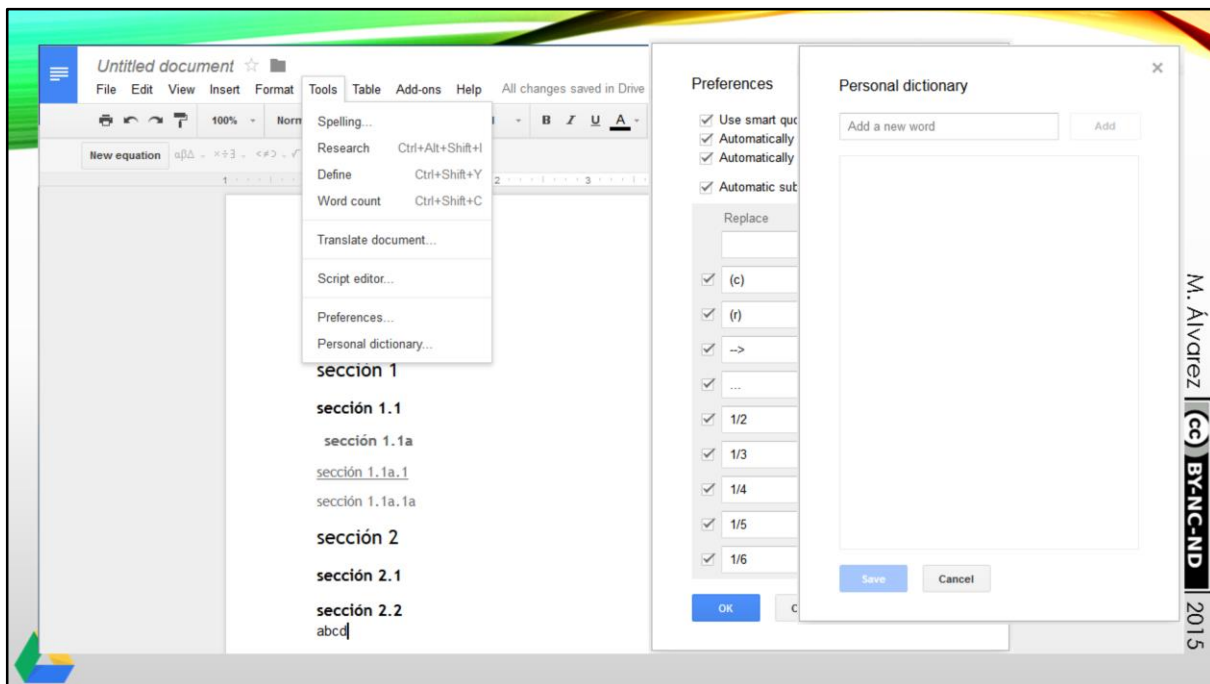 Untitled document
File Edit View Insert Format Tools Table Add-ons Help All changes saved in Drive
100% Norm B I U A
New equation αβΔ ×÷∃ <≠⊃ √
1 2 3
Spelling...
Research Ctrl+Alt+Shift+I
Define Ctrl+Shift+Y
Word count Ctrl+Shift+C
Translate document...
Script editor...
Preferences...
Personal dictionary...
sección 1
sección 1.1
sección 1.1a
sección 1.1a.1
sección 1.1a.1a
sección 2
sección 2.1
sección 2.2
abcd
Preferences
Use smart quo
Automatically
Automatically
Automatic sub
Replace
(c)
(r)
-->
...
1/2
1/3
1/4
1/5
1/6
OK C
Personal dictionary
×
Add a new word Add
Save Cancel
M. Álvarez (cc) BY-NC-ND 2015